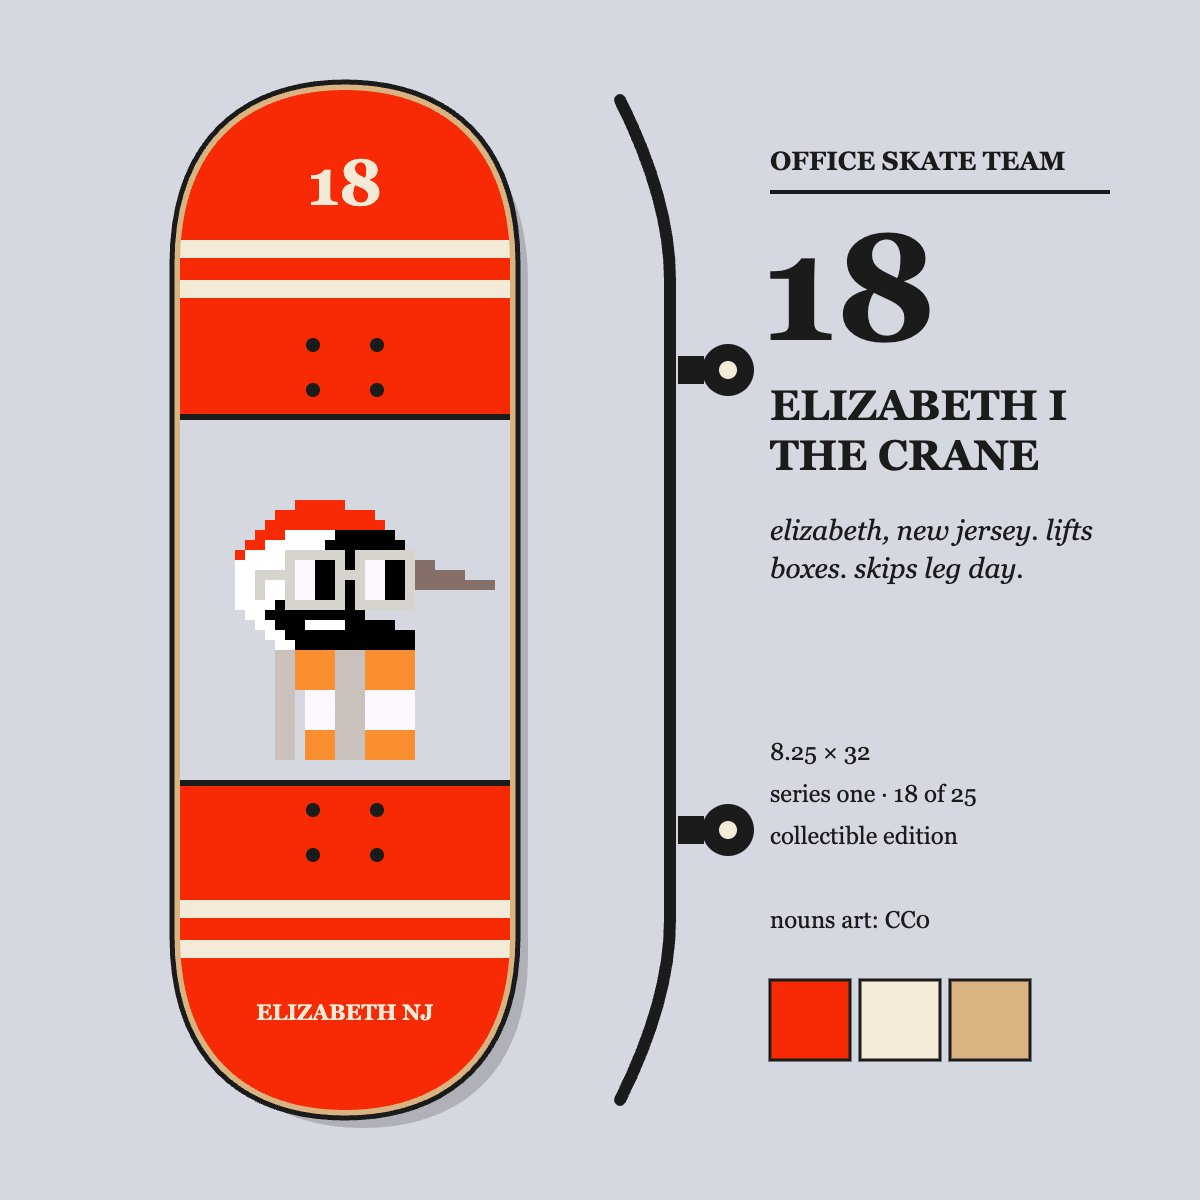 18
ELIZABETH NJ
OFFICE SKATE TEAM
18
ELIZABETH I
THE CRANE
elizabeth, new jersey. lifts
boxes. skips leg day.
8.25 × 32
series one · 18 of 25
collectible edition
nouns art: CC0